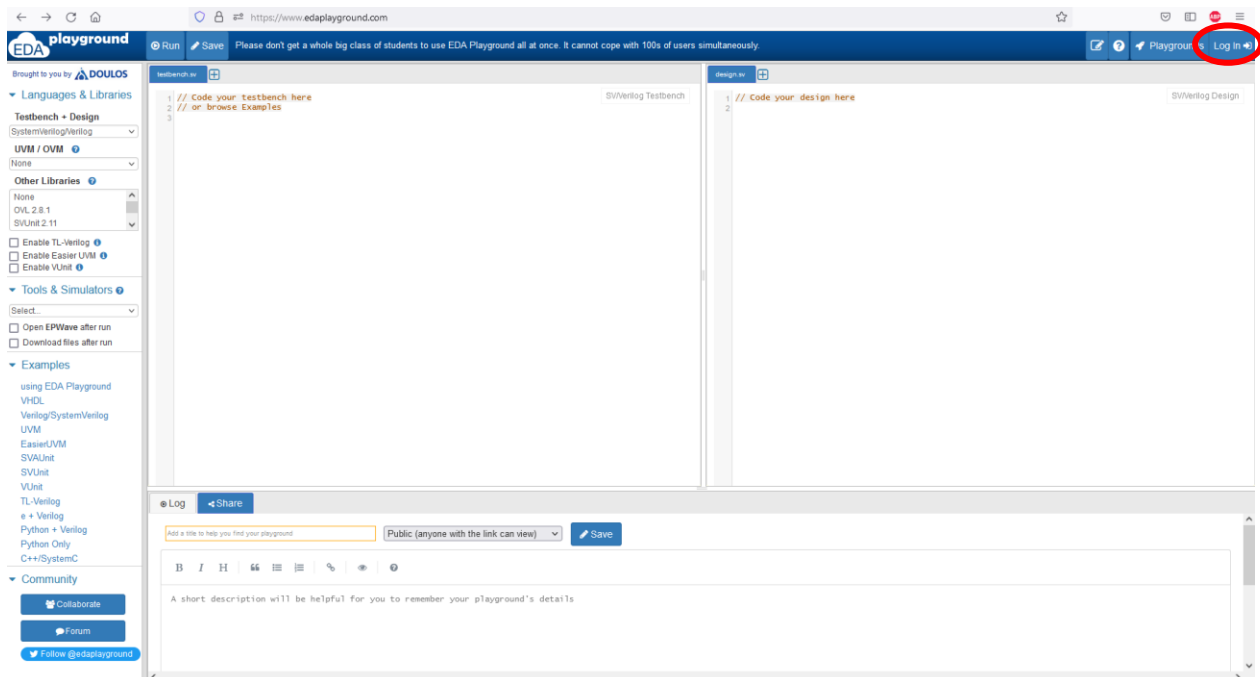 https://www.edaplayground.com
ABP
EDA playground
Run Save Please don't get a whole big class of students to use EDA Playground all at once. It cannot cope with 100s of users simultaneously. Playgrounds Log In
Brought to you by DOULOS
Languages & Libraries
Testbench + Design
SystemVerilog/Verilog
UVM / OVM
None
Other Libraries
None
OVL 2.8.1
SVUnit 2.11
Enable TL-Verilog
Enable Easier UVM
Enable VUnit
Tools & Simulators
Select...
Open EPWave after run
Download files after run
Examples
using EDA Playground
VHDL
Verilog/SystemVerilog
UVM
EasierUVM
SVAUnit
SVUnit
VUnit
TL-Verilog
e + Verilog
Python + Verilog
Python Only
C++/SystemC
Community
Collaborate
Forum
Follow @edaplayground
testbench.sv
SV/Verilog Testbench
1 // Code your testbench here
2 // or browse Examples
3
design.sv
SV/Verilog Design
1 // Code your design here
2
Log Share
Add a title to help you find your playground Public (anyone with the link can view) Save
B I H
A short description will be helpful for you to remember your playground's details